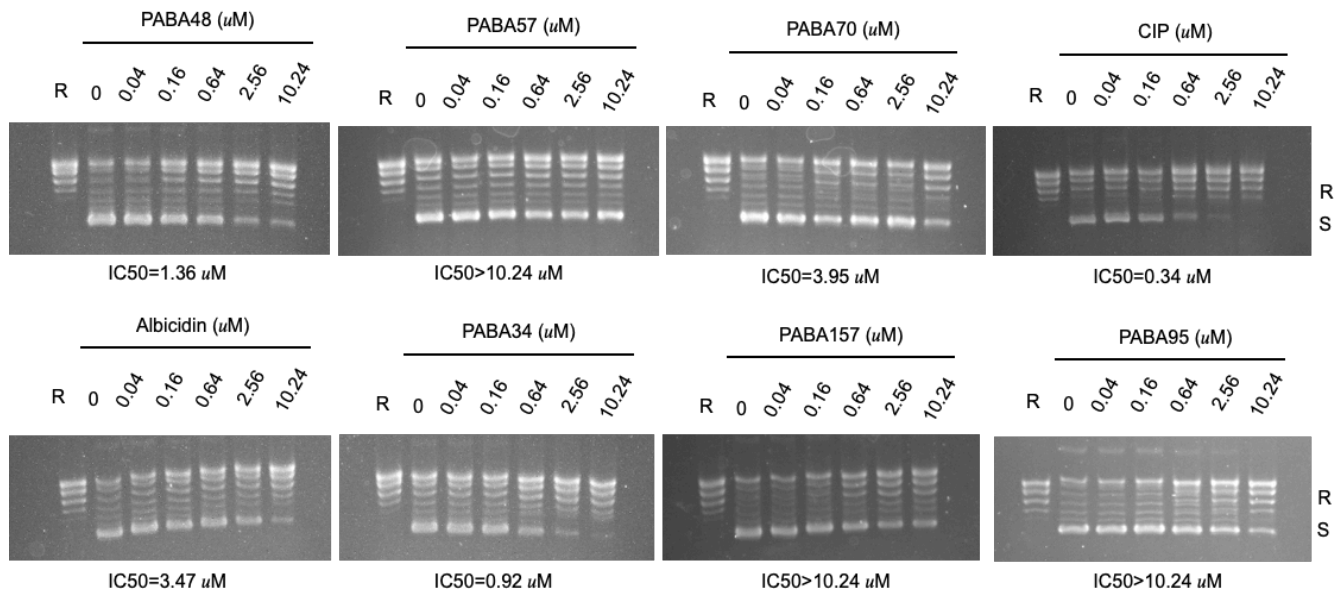 PABA48 (uM)
R 0 0.04 0.16 0.64 2.56 10.24
IC50=1.36 uM
PABA57 (uM)
R 0 0.04 0.16 0.64 2.56 10.24
IC50>10.24 uM
PABA70 (uM)
R 0 0.04 0.16 0.64 2.56 10.24
IC50=3.95 uM
CIP (uM)
R 0 0.04 0.16 0.64 2.56 10.24
R
S
IC50=0.34 uM
Albicidin (uM)
R 0 0.04 0.16 0.64 2.56 10.24
IC50=3.47 uM
PABA34 (uM)
R 0 0.04 0.16 0.64 2.56 10.24
IC50=0.92 uM
PABA157 (uM)
R 0 0.04 0.16 0.64 2.56 10.24
IC50>10.24 uM
PABA95 (uM)
R 0 0.04 0.16 0.64 2.56 10.24
R
S
IC50>10.24 uM